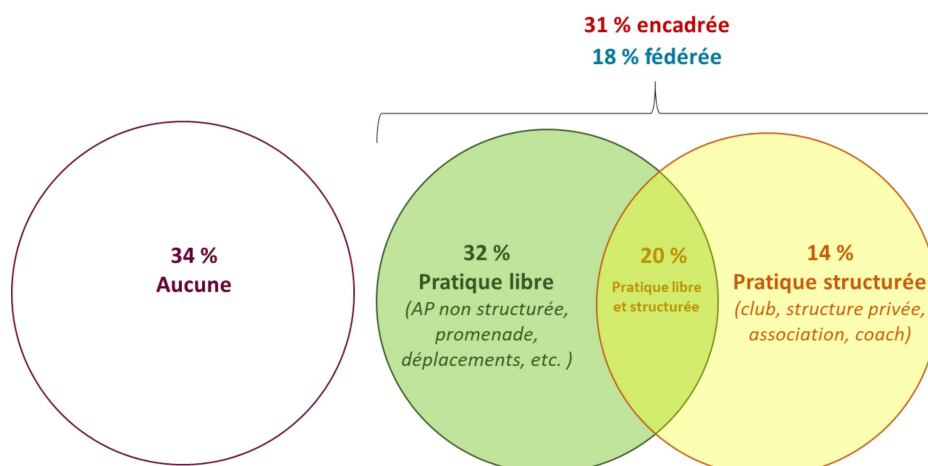 31 % encadrée
18 % fédérée
34 %
Aucune
32 %
Pratique libre
(AP non structurée,
promenade,
déplacements, etc. )
20 %
Pratique libre
et structurée
14 %
Pratique structurée
(club, structure privée,
association, coach)